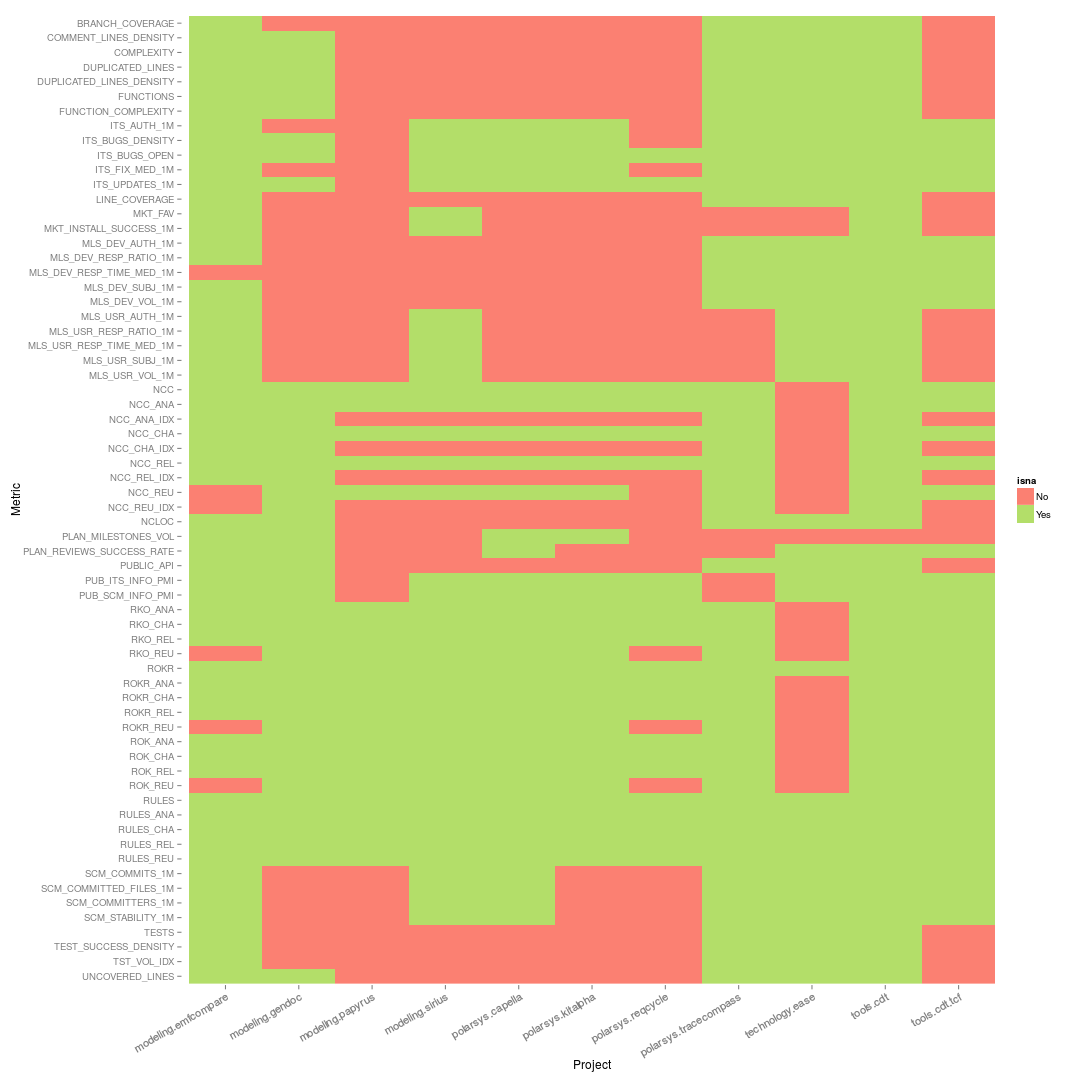 BRANCH_COVERAGE
COMMENT_LINES_DENSITY
COMPLEXITY
DUPLICATED_LINES
DUPLICATED_LINES_DENSITY
FUNCTIONS
FUNCTION_COMPLEXITY
ITS_AUTH_1M
ITS_BUGS_DENSITY
ITS_BUGS_OPEN
ITS_FIX_MED_1M
ITS_UPDATES_1M
LINE_COVERAGE
MKT_FAV
MKT_INSTALL_SUCCESS_1M
MLS_DEV_AUTH_1M
MLS_DEV_RESP_RATIO_1M
MLS_DEV_RESP_TIME_MED_1M
MLS_DEV_SUBJ_1M
MLS_DEV_VOL_1M
MLS_USR_AUTH_1M
MLS_USR_RESP_RATIO_1M
MLS_USR_RESP_TIME_MED_1M
MLS_USR_SUBJ_1M
MLS_USR_VOL_1M
NCC
NCC_ANA
NCC_ANA_IDX
NCC_CHA
NCC_CHA_IDX
NCC_REL
NCC_REL_IDX
NCC_REU
NCC_REU_IDX
NCLOC
PLAN_MILESTONES_VOL
PLAN_REVIEWS_SUCCESS_RATE
PUBLIC_API
PUB_ITS_INFO_PMI
PUB_SCM_INFO_PMI
RKO_ANA
RKO_CHA
RKO_REL
RKO_REU
ROKR
ROKR_ANA
ROKR_CHA
ROKR_REL
ROKR_REU
ROK_ANA
ROK_CHA
ROK_REL
ROK_REU
RULES
RULES_ANA
RULES_CHA
RULES_REL
RULES_REU
SCM_COMMITS_1M
SCM_COMMITTED_FILES_1M
SCM_COMMITTERS_1M
SCM_STABILITY_1M
TESTS
TEST_SUCCESS_DENSITY
TST_VOL_IDX
UNCOVERED_LINES
Metric
modeling.emfcompare
modeling.gendoc
modeling.papyrus
modeling.sirius
polarsys.capella
polarsys.kitalpha
polarsys.reqcycle
polarsys.tracecompass
technology.ease
tools.cdt
tools.cdt.tcf
Project
isna
No
Yes